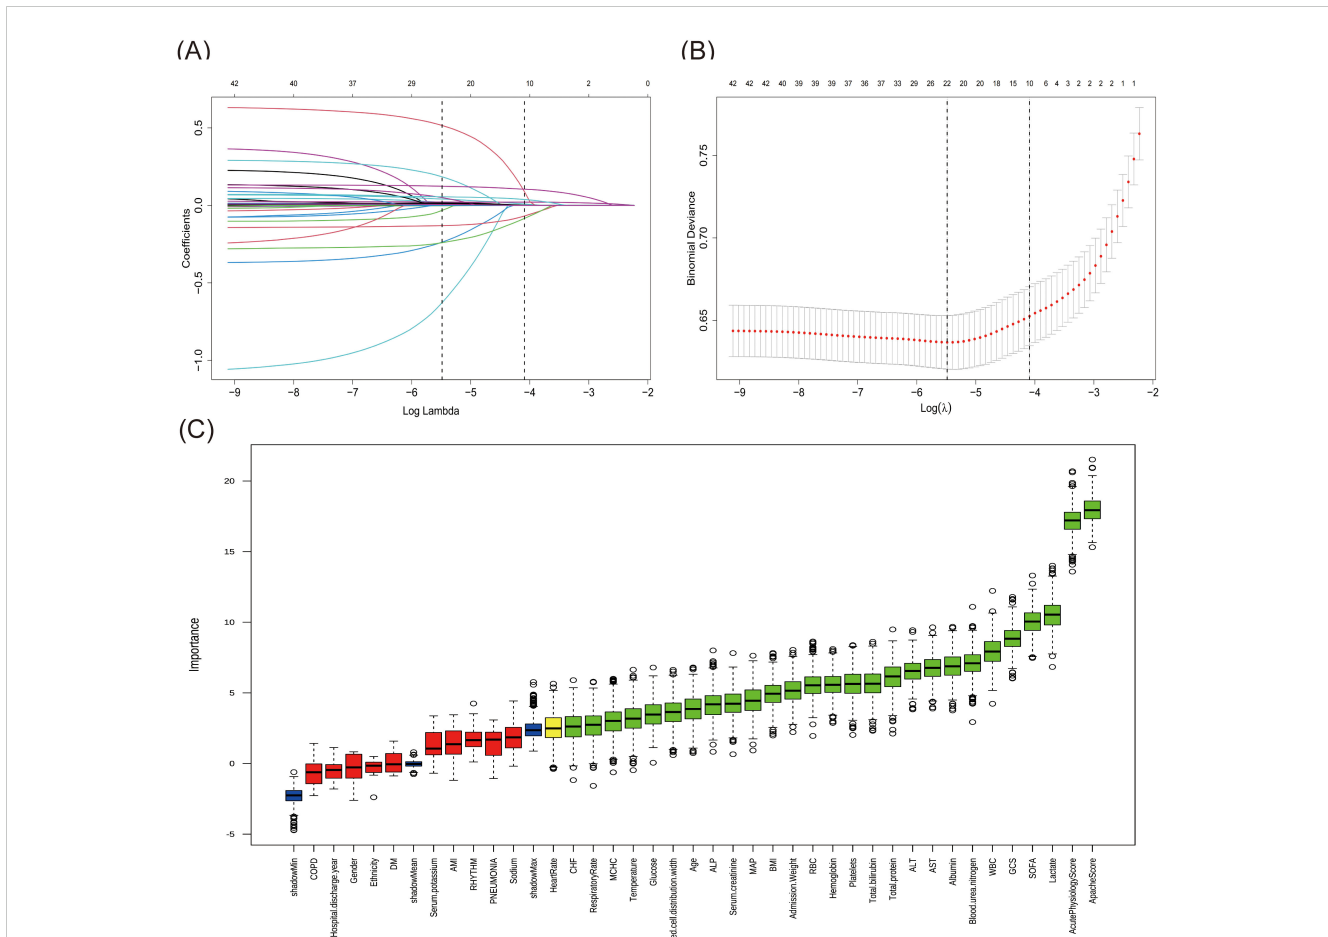 (A)
42 40 37 29 20 10 2 0
0.5
0.0
−0.5
−1.0
Coefficients
−9 −8 −7 −6 −5 −4 −3 −2
Log Lambda
(B)
42 42 42 40 39 39 39 37 36 37 33 29 26 22 20 20 18 15 10 6 4 3 2 2 2 1 1
0.75
0.70
0.65
Binomial Deviance
−9 −8 −7 −6 −5 −4 −3 −2
Log(λ)
(C)
20
15
10
5
0
-5
Importance
shadowMin
COPD
Hospital.discharge.year
Gender
Ethnicity
DM
shadowMean
Serum.potassium
AMI
RHYTHM
PNEUMONIA
Sodium
shadowMax
HeartRate
CHF
RespiratoryRate
MCHC
Temperature
Glucose
ed.cell.distribution.width
Age
ALP
Serum.creatinine
MAP
BMI
Admission.Weight
RBC
Hemoglobin
Platelets
Total.bilirubin
Total.protein
ALT
AST
Albumin
Blood.urea.nitrogen
WBC
GCS
SOFA
Lactate
AcutePhysiologyScore
ApacheScore